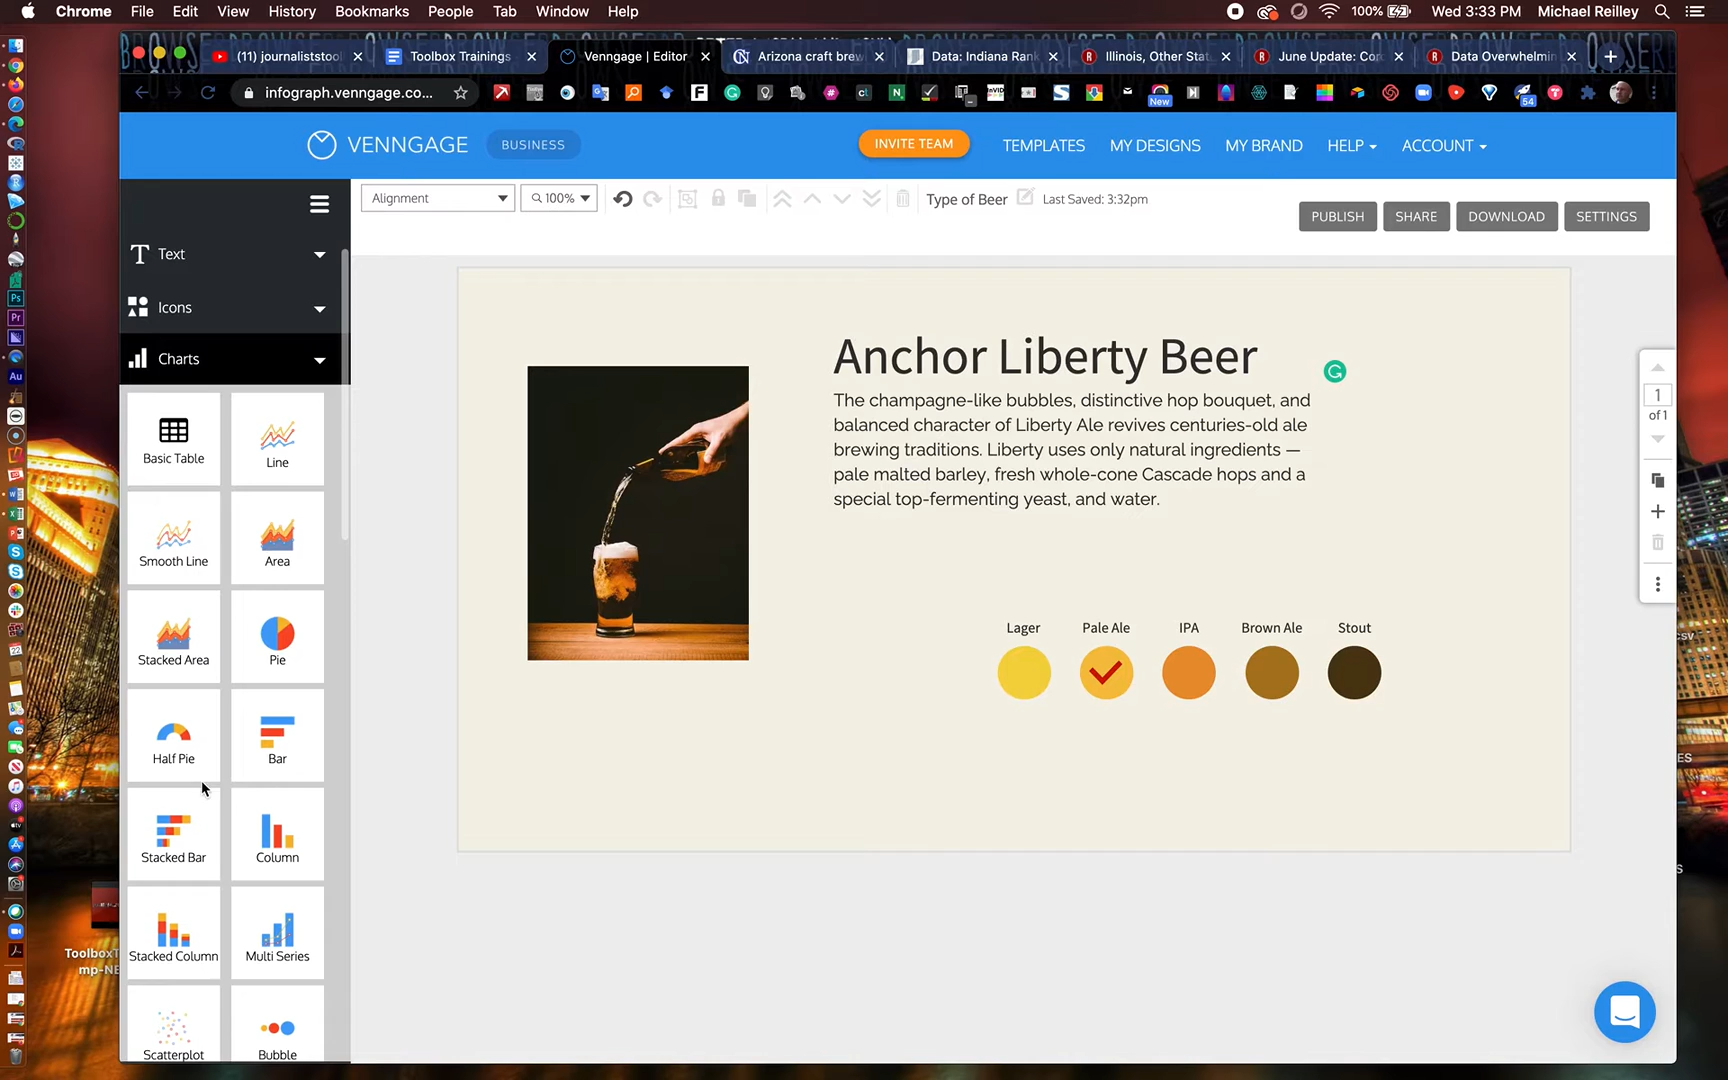 Chrome File Edit View History Bookmarks People Tab Window Help
100% Wed 3:33 PM Michael Reilley
(11) journaliststoo
Toolbox Trainings
Venngage | Editor
Arizona craft brew
Data: Indiana Rank
Illinois, Other Stat
June Update: Cor
Data Overwhelmin
infograph.venngage.co...
New
54
VENNGAGE
BUSINESS
INVITE TEAM
TEMPLATES
MY DESIGNS
MY BRAND
HELP
ACCOUNT
Alignment
100%
Type of Beer
Last Saved: 3:32pm
PUBLISH
SHARE
DOWNLOAD
SETTINGS
Text
Icons
Charts
Basic Table
Line
Smooth Line
Area
Stacked Area
Pie
Half Pie
Bar
Stacked Bar
Column
Stacked Column
Multi Series
Scatterplot
Bubble
Anchor Liberty Beer
The champagne-like bubbles, distinctive hop bouquet, and
balanced character of Liberty Ale revives centuries-old ale
brewing traditions. Liberty uses only natural ingredients —
pale malted barley, fresh whole-cone Cascade hops and a
special top-fermenting yeast, and water.
Lager
Pale Ale
IPA
Brown Ale
Stout
1
of 1
ToolboxT
mp-NE